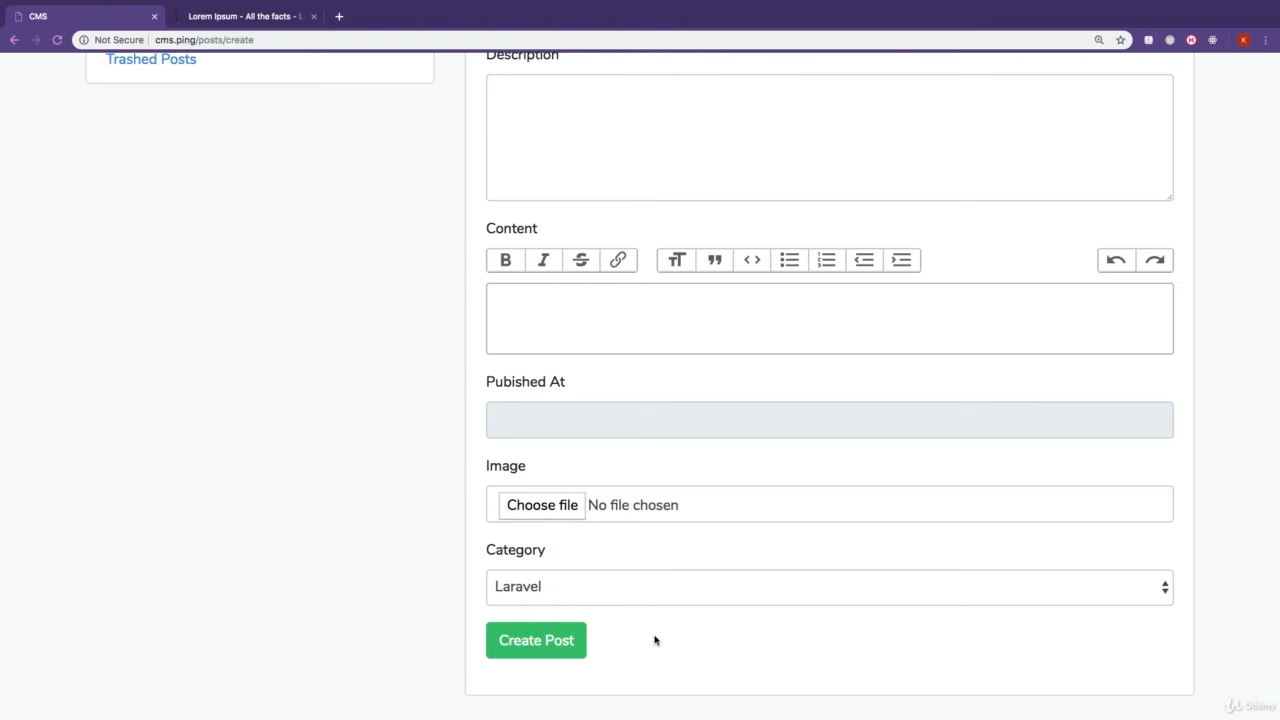 CMS
Lorem Ipsum - All the facts - L
Not Secure
cms.ping/posts/create
K
Trashed Posts
Description
Content
B I S
Pubished At
Image
Choose file No file chosen
Category
Laravel
Create Post
Udemy